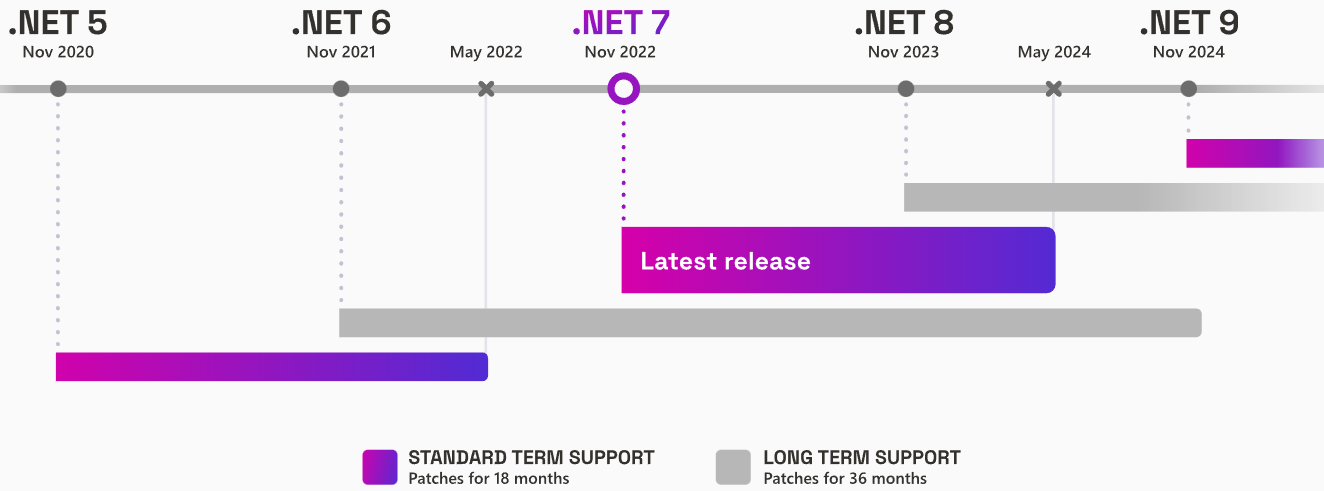 .NET 5
Nov 2020
.NET 6
Nov 2021
May 2022
.NET 7
Nov 2022
.NET 8
Nov 2023
May 2024
.NET 9
Nov 2024
Latest release
STANDARD TERM SUPPORT
Patches for 18 months
LONG TERM SUPPORT
Patches for 36 months